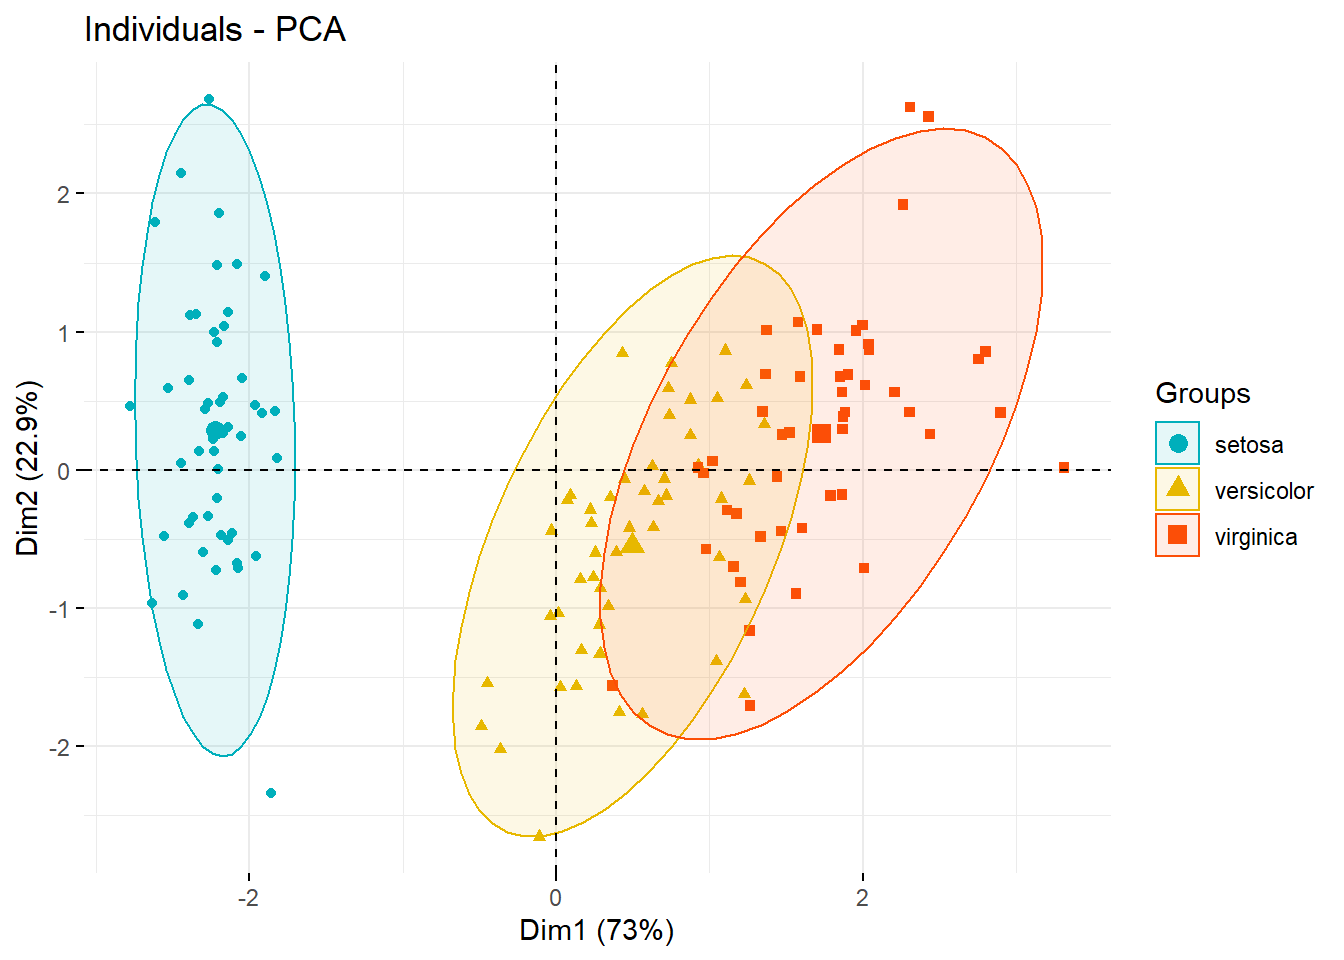 Individuals - PCA
Dim2 (22.9%)
2
1
0
-1
-2
-2
0
2
Dim1 (73%)
Groups
setosa
versicolor
virginica